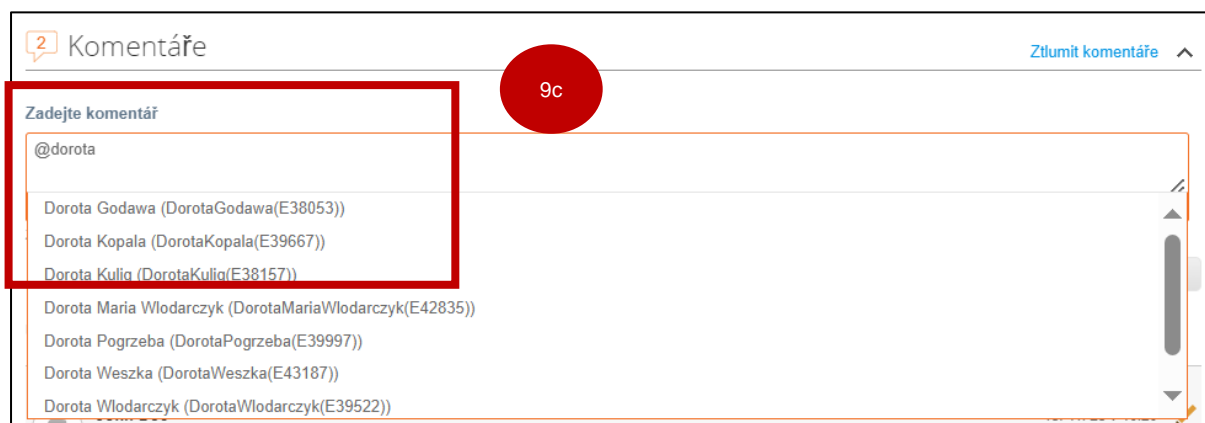 2 Komentáře
Ztlumit komentáře
9c
Zadejte komentář
@dorota
Dorota Godawa (DorotaGodawa(E38053))
Dorota Kopala (DorotaKopala(E39667))
Dorota Kulig (DorotaKulig(E38157))
Dorota Maria Wlodarczyk (DorotaMariaWlodarczyk(E42835))
Dorota Pogrzeba (DorotaPogrzeba(E39997))
Dorota Weszka (DorotaWeszka(E43187))
Dorota Wlodarczyk (DorotaWlodarczyk(E39522))